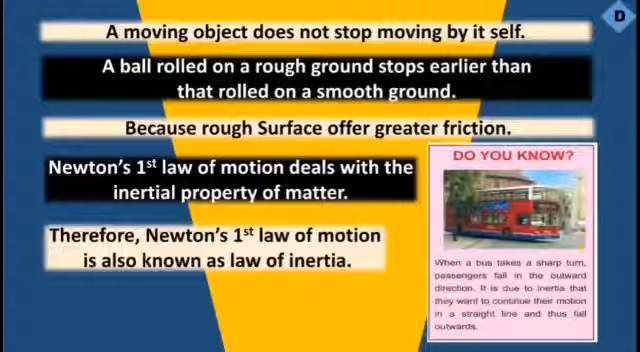 D
A moving object does not stop moving by it self.
A ball rolled on a rough ground stops earlier than
that rolled on a smooth ground.
Because rough Surface offer greater friction.
Newton's 1st law of motion deals with the
inertial property of matter.
Therefore, Newton's 1st law of motion
is also known as law of inertia.
DO YOU KNOW?
When a bus takes a sharp turn,
passengers fall in the outward
direction. It is due to inertia that
they want to continue their motion
in a straight line and thus fall
outwards.